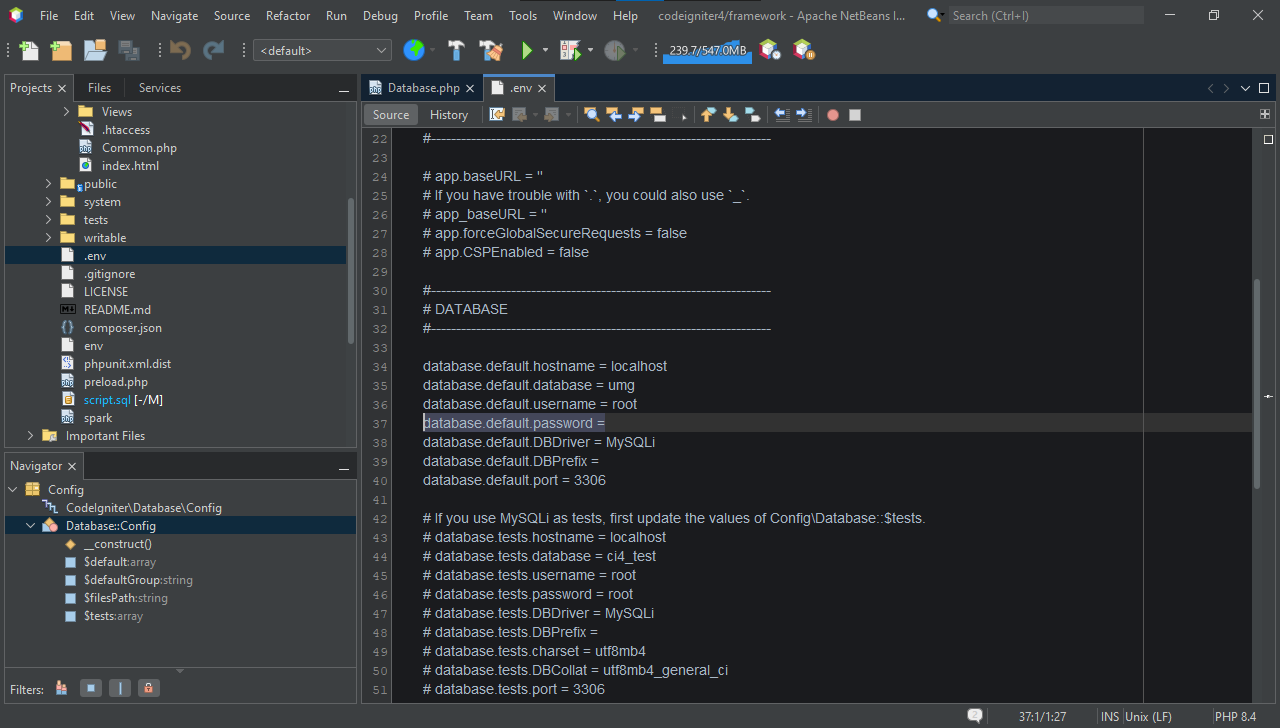 File Edit View Navigate Source Refactor Run Debug Profile Team Tools Window Help codeigniter4/framework - Apache NetBeans I... Search (Ctrl+I)
<default> 239.7/547.0MB
Projects Files Services
Database.php .env
Source History
Views
.htaccess
Common.php
index.html
public
system
tests
writable
.env
.gitignore
LICENSE
README.md
composer.json
env
phpunit.xml.dist
preload.php
script.sql [-/M]
spark
Important Files
Navigator
Config
CodeIgniter\Database\Config
Database::Config
__construct()
$default:array
$defaultGroup:string
$filesPath:string
$tests:array
Filters:
22 #--------------------------------------------------------------------
23
24 # app.baseURL = ''
25 # If you have trouble with `.`, you could also use `_`.
26 # app_baseURL = ''
27 # app.forceGlobalSecureRequests = false
28 # app.CSPEnabled = false
29
30 #--------------------------------------------------------------------
31 # DATABASE
32 #--------------------------------------------------------------------
33
34 database.default.hostname = localhost
35 database.default.database = umg
36 database.default.username = root
37 database.default.password =
38 database.default.DBDriver = MySQLi
39 database.default.DBPrefix =
40 database.default.port = 3306
41
42 # If you use MySQLi as tests, first update the values of Config\Database::$tests.
43 # database.tests.hostname = localhost
44 # database.tests.database = ci4_test
45 # database.tests.username = root
46 # database.tests.password = root
47 # database.tests.DBDriver = MySQLi
48 # database.tests.DBPrefix =
49 # database.tests.charset = utf8mb4
50 # database.tests.DBCollat = utf8mb4_general_ci
51 # database.tests.port = 3306
2 37:1/1:27 INS Unix (LF) PHP 8.4